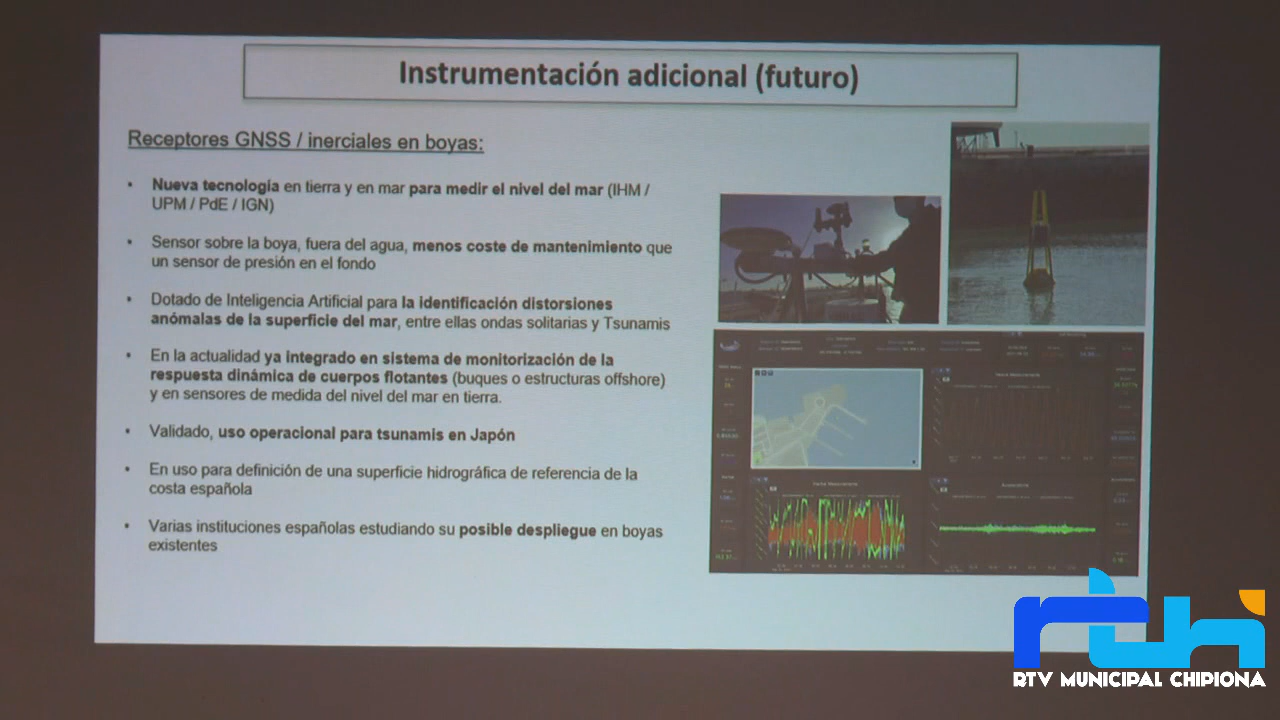 Instrumentación adicional (futuro)
Receptores GNSS / inerciales en boyas:
• Nueva tecnología en tierra y en mar para medir el nivel del mar (IHM /
UPM / PdE / IGN)
• Sensor sobre la boya, fuera del agua, menos coste de mantenimiento que
un sensor de presión en el fondo
• Dotado de Inteligencia Artificial para la identificación distorsiones
anómalas de la superficie del mar, entre ellas ondas solitarias y Tsunamis
• En la actualidad ya integrado en sistema de monitorización de la
respuesta dinámica de cuerpos flotantes (buques o estructuras offshore)
y en sensores de medida del nivel del mar en tierra.
• Validado, uso operacional para tsunamis en Japón
• En uso para definición de una superficie hidrográfica de referencia de la
costa española
• Varias instituciones españolas estudiando su posible despliegue en boyas
existentes
rtch
RTV MUNICIPAL CHIPIONA